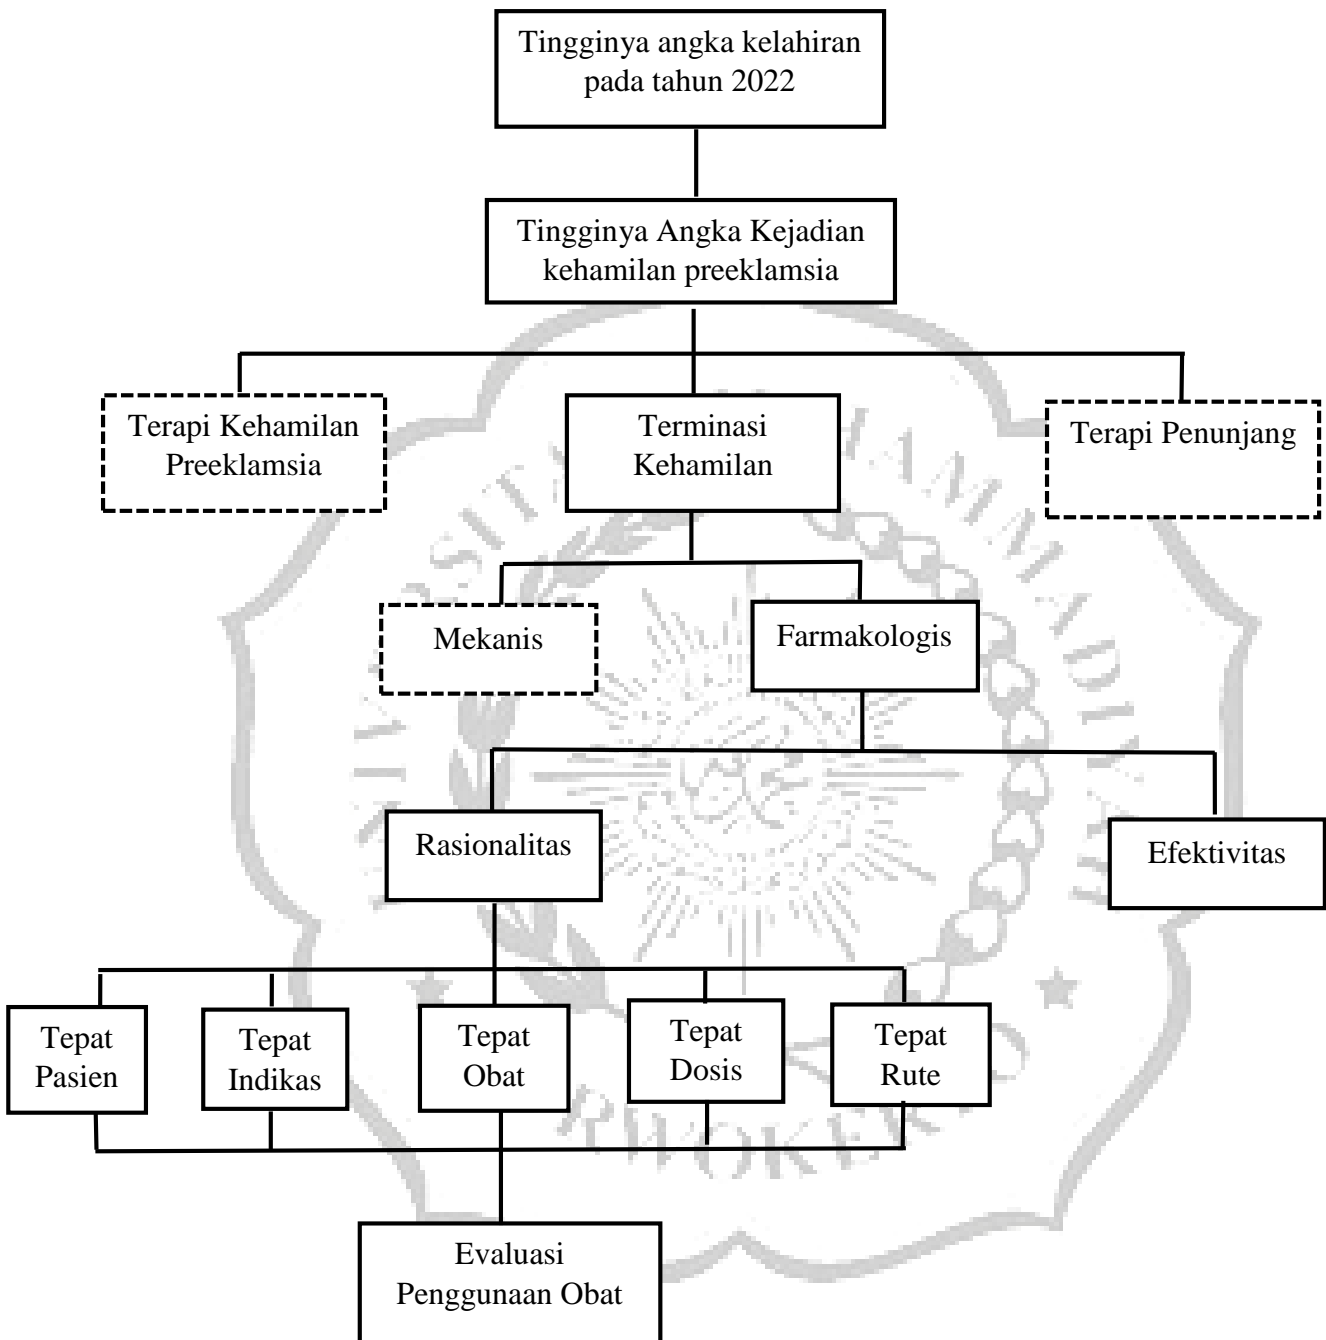 Tingginya angka kelahiran
pada tahun 2022
Tingginya Angka Kejadian
kehamilan preeklamsia
Terapi Kehamilan
Preeklamsia
Terminasi
Kehamilan
Terapi Penunjang
Mekanis
Farmakologis
Rasionalitas
Efektivitas
Tepat
Pasien
Tepat
Indikas
Tepat
Obat
Tepat
Dosis
Tepat
Rute
Evaluasi
Penggunaan Obat